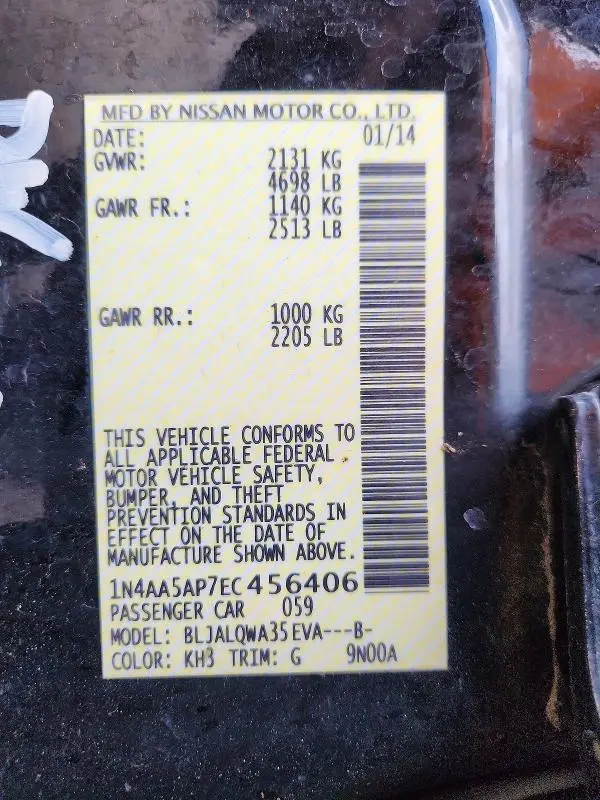 MFD BY NISSAN MOTOR CO., LTD.
DATE: 01/14
GVWR: 2131 KG
4698 LB
GAWR FR.: 1140 KG
2513 LB
GAWR RR.: 1000 KG
2205 LB
THIS VEHICLE CONFORMS TO
ALL APPLICABLE FEDERAL
MOTOR VEHICLE SAFETY,
BUMPER, AND THEFT
PREVENTION STANDARDS IN
EFFECT ON THE DATE OF
MANUFACTURE SHOWN ABOVE.
1N4AA5AP7EC456406
PASSENGER CAR 059
MODEL: BLJALQWA35EVA---B-
COLOR: KH3 TRIM: G 9N00A